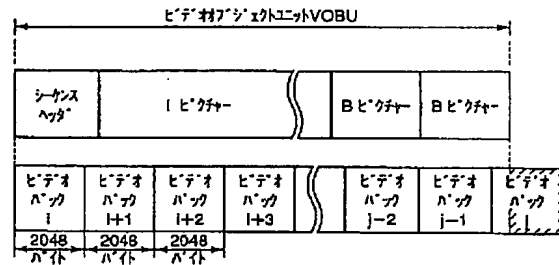 ビデオオブジェクトユニットVOBU
シーケンス
ヘッダ
I ピクチャー
B ピクチャー
B ピクチャー
ビデオ
パック
i
ビデオ
パック
i+1
ビデオ
パック
i+2
ビデオ
パック
i+3
ビデオ
パック
j−2
ビデオ
パック
j−1
ビデオ
パック
j
2048
バイト
2048
バイト
2048
バイト